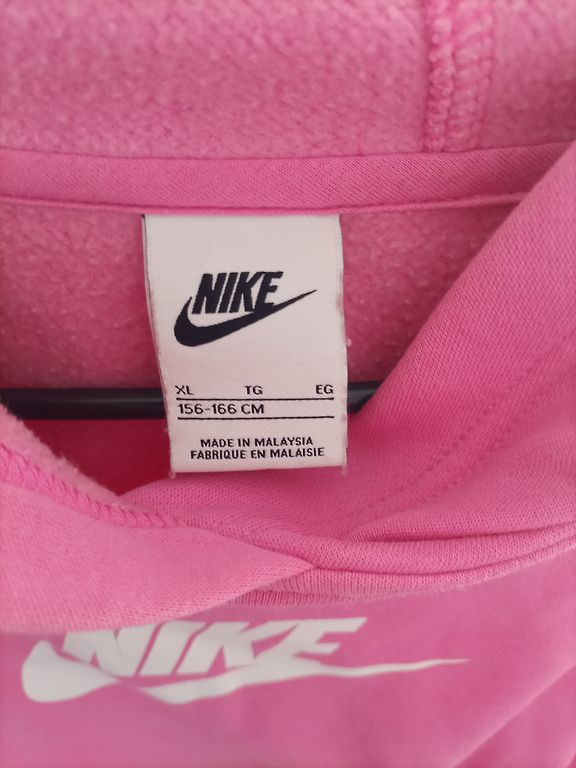 NIKE
XL TG EG
156-166 CM
MADE IN MALAYSIA
FABRIQUE EN MALAISIE
NIKE